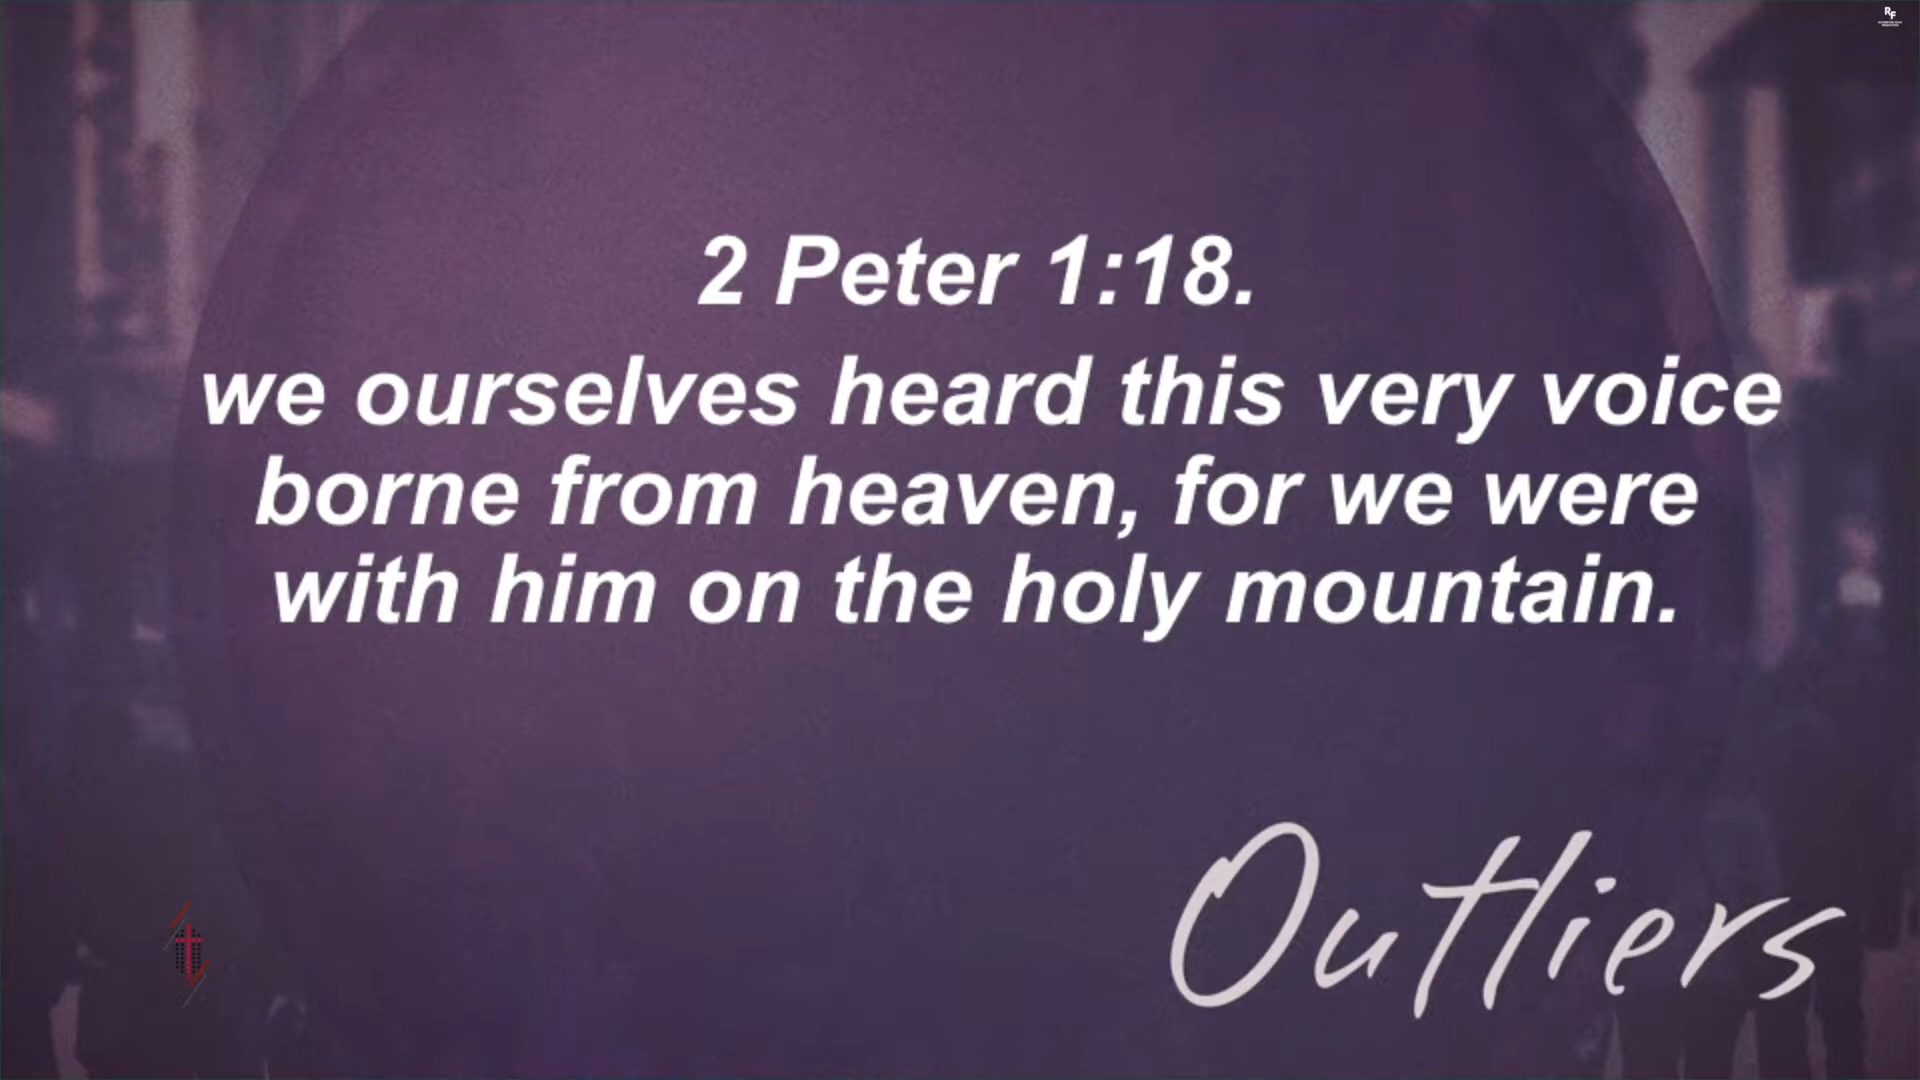 RF
2 Peter 1:18.
we ourselves heard this very voice
borne from heaven, for we were
with him on the holy mountain.
Outliers